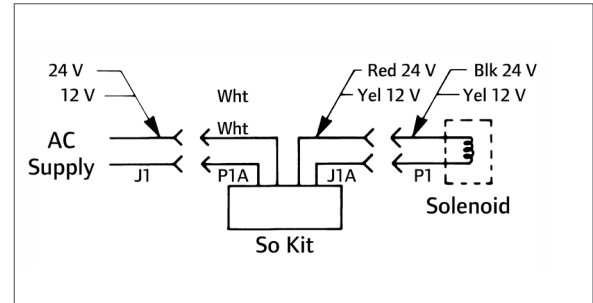 24 V
12 V
Wht
Red 24 V
Yel 12 V
Blk 24 V
Yel 12 V
AC
Supply
Wht
J1
P1A
J1A
P1
Solenoid
So Kit